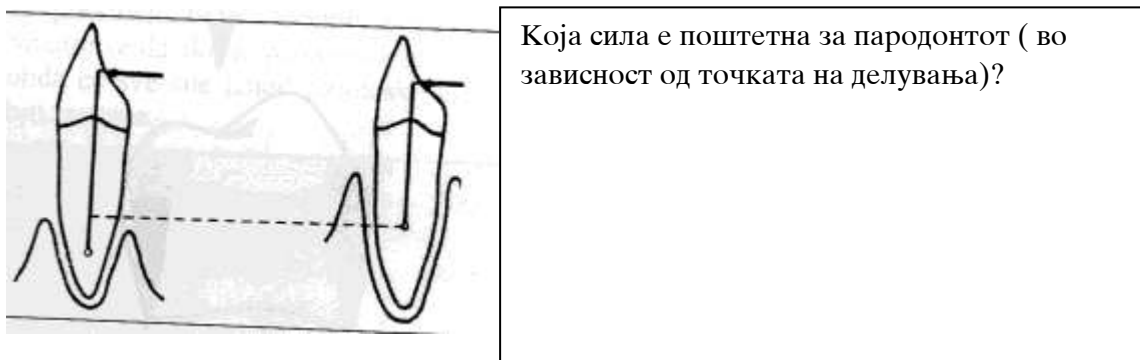 Која сила е поштетна за пародонтот ( во
зависност од точката на делувања)?